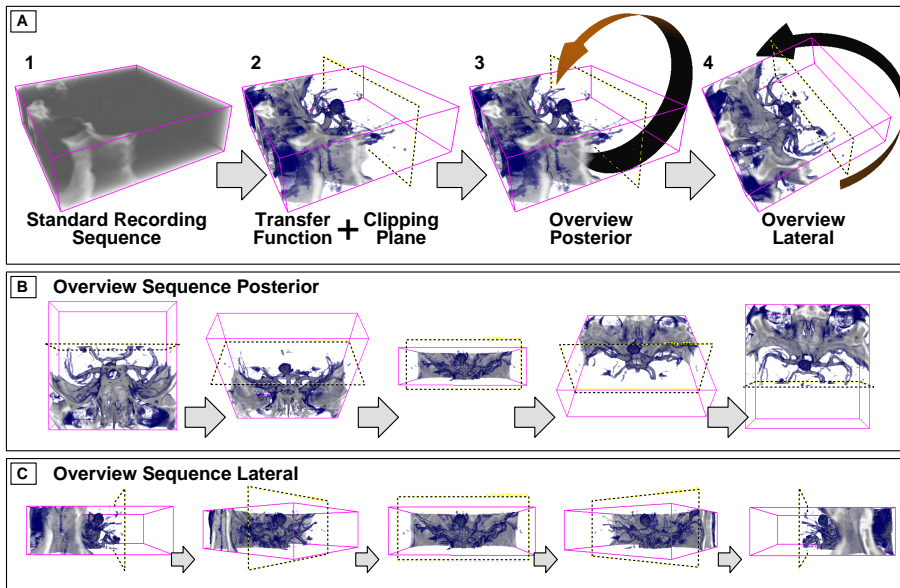 A
1
2
3
4
Standard Recording
Sequence
Transfer
Function
+
Clipping
Plane
Overview
Posterior
Overview
Lateral
B
Overview Sequence Posterior
C
Overview Sequence Lateral